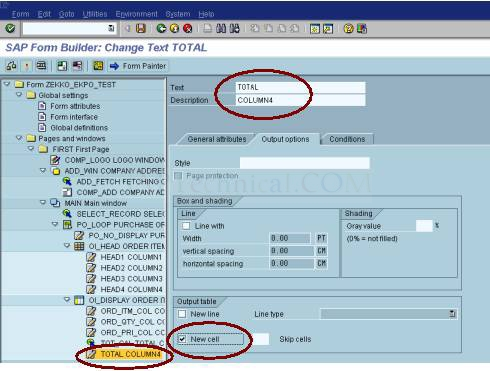 Form Edit Goto Utilities Environment System Help
SAP Form Builder: Change Text TOTAL
Form Painter
Form ZEKKO_EKPO_TEST
Global settings
Form attributes
Form interface
Global definitions
Pages and windows
FIRST First Page
COMP_LOGO LOGO WINDOW
ADD_WIN COMPANY ADDRES
ADD_FETCH FETCHING C
COMP_ADD COMPANY AD
MAIN Main window
SELECT_RECORD SELEC
PO_LOOP PURCHASE OF
PO_NO_DISPLAY PUR
OI_HEAD ORDER ITEM
HEAD1 COLUMN1
HEAD2 COLUMN2
HEAD3 COLUMN3
HEAD4 COLUMN4
OI_DISPLAY ORDER
ORD_ITM_COL CO
ORD_QTY_COL CO
ORD_PRI_COL CO
TOT_CAL TOTAL C
TOTAL COLUMN4
Text TOTAL
Description COLUMN4
General attributes Output options Conditions
Style
Page protection
Technical.COM
Box and shading
Line Shading
Line with Gray value %
Width 0.00 PT (0% = not filled)
vertical spacing 0.00 CM
horizontal spacing 0.00 CM
Output table
New line Line type
New cell Skip cells